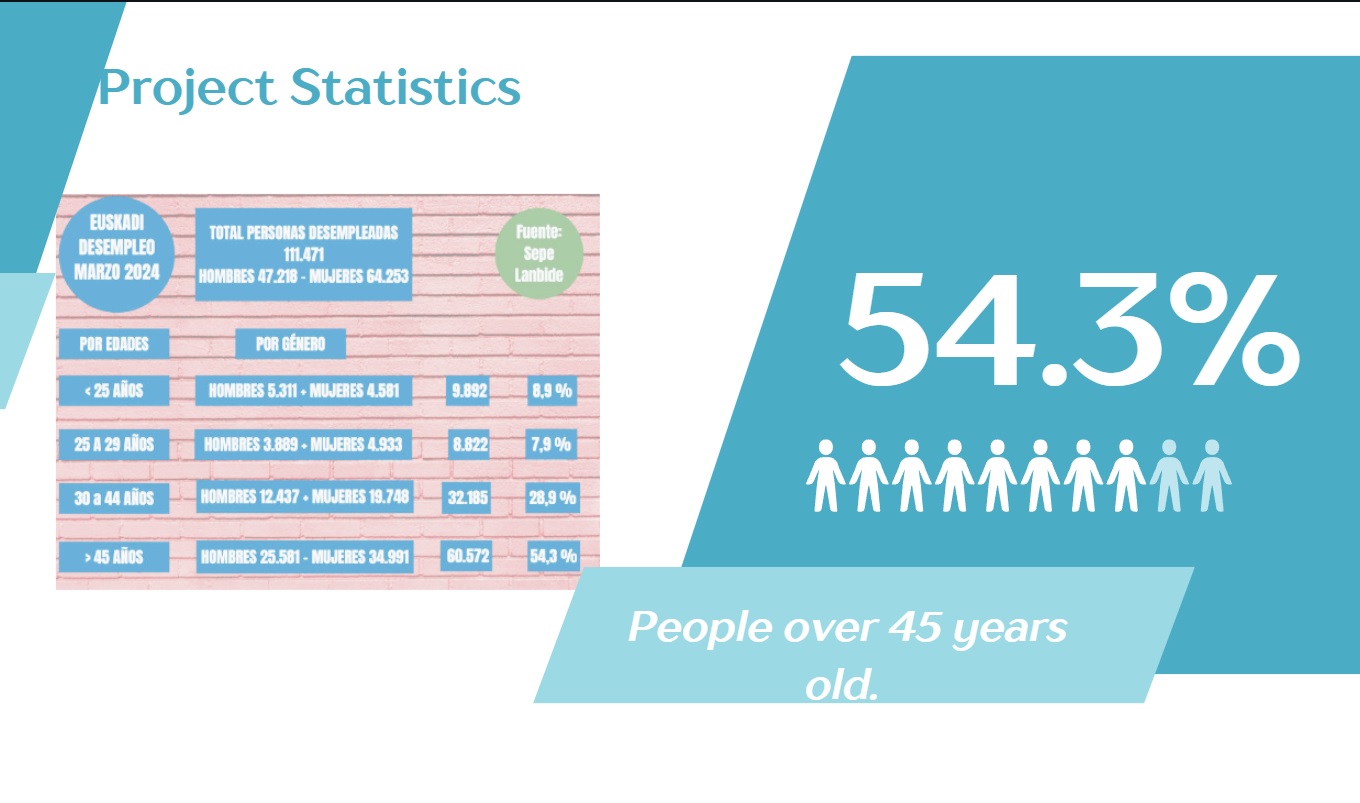 Project Statistics
EUSKADI
DESEMPLEO
MARZO 2024
TOTAL PERSONAS DESEMPLEADAS
111.471
HOMBRES 47.218 - MUJERES 64.253
Fuente:
Sepe
Lanbide
POR EDADES
POR GÉNERO
< 25 AÑOS
HOMBRES 5.311 + MUJERES 4.581
9.892
8,9 %
25 A 29 AÑOS
HOMBRES 3.889 + MUJERES 4.933
8.822
7,9 %
30 a 44 AÑOS
HOMBRES 12.437 + MUJERES 19.748
32.185
28,9 %
> 45 AÑOS
HOMBRES 25.581 - MUJERES 34.991
60.572
54,3 %
54.3%
People over 45 years
old.